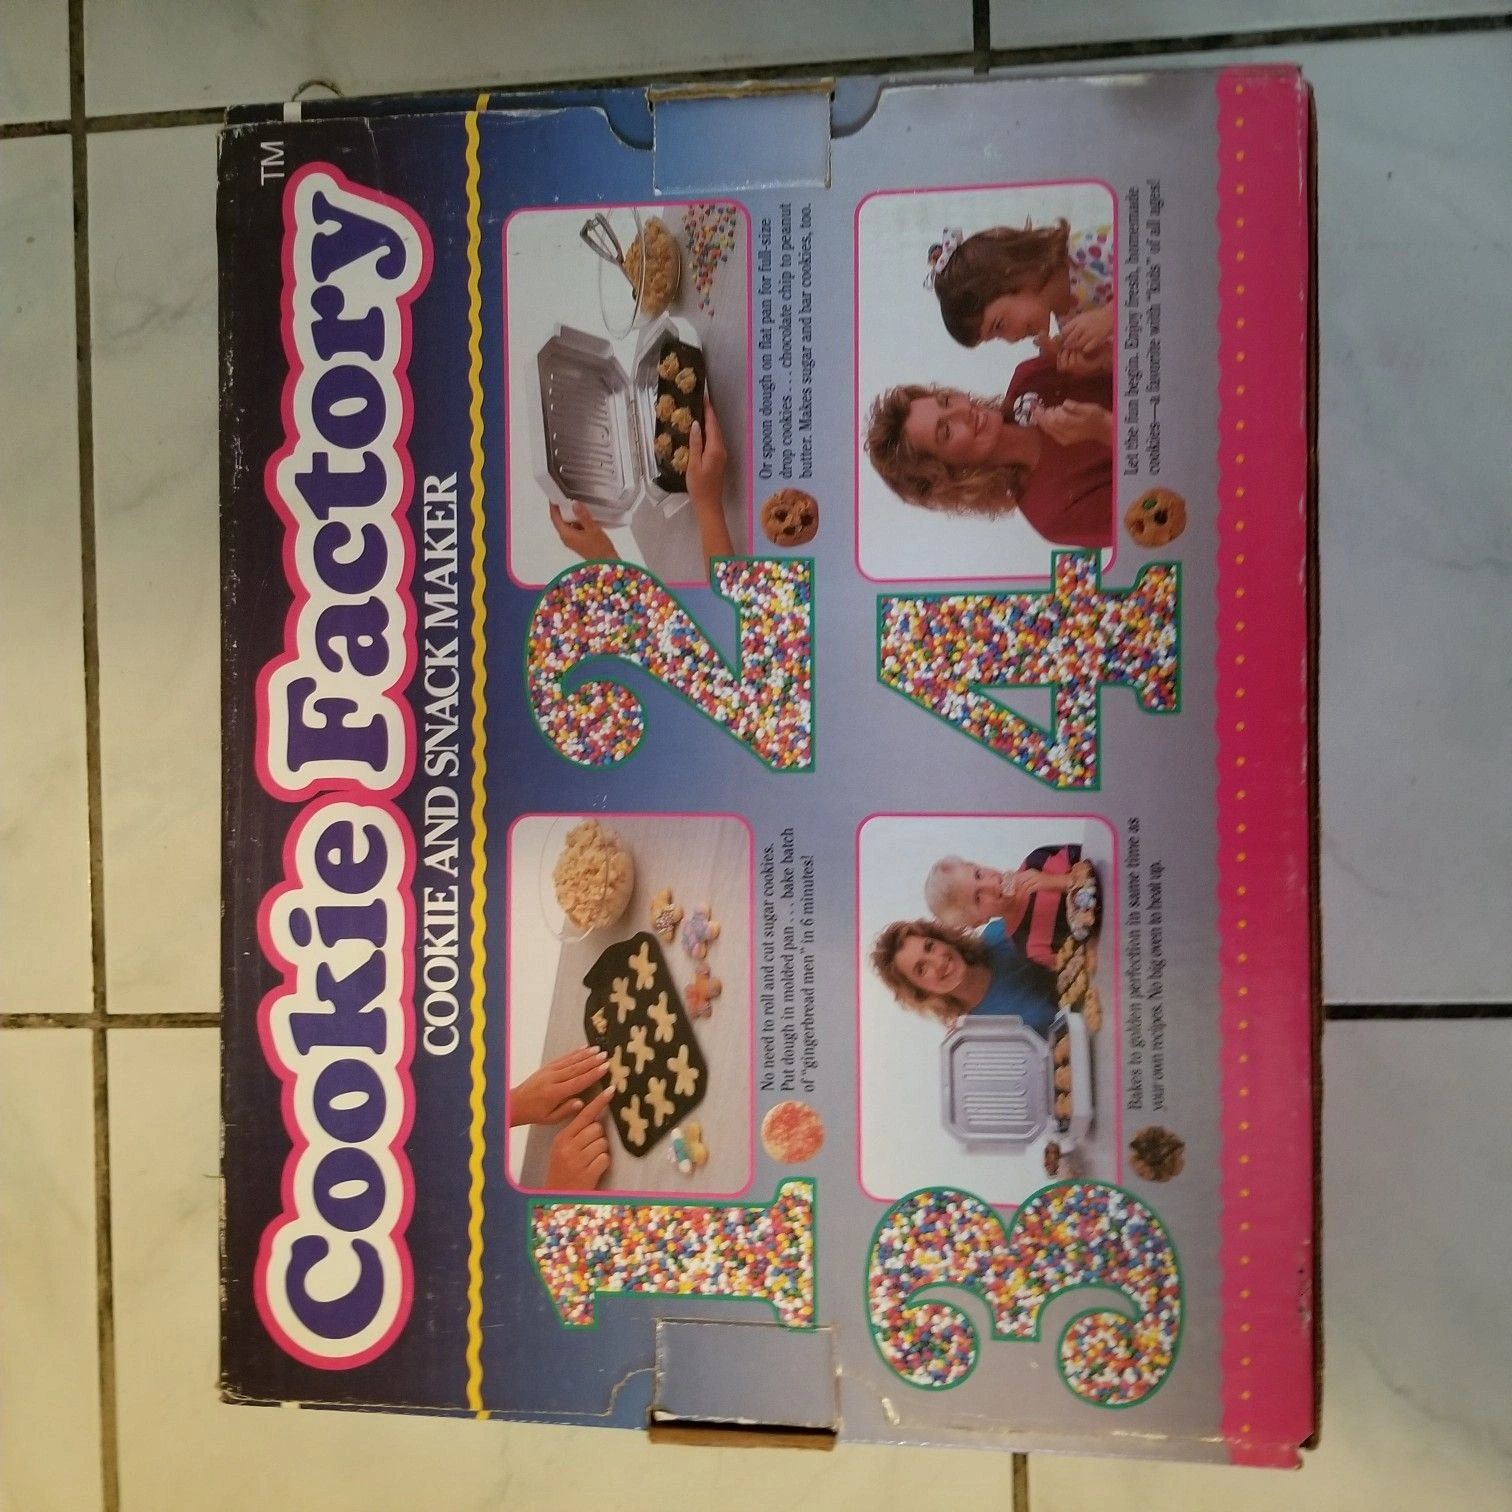 Cookie Factory TM
COOKIE AND SNACK MAKER
1
No need to roll and cut sugar cookies.
Put dough in molded pan . . . bake batch
of "gingerbread men" in 6 minutes!
2
Or spoon dough on flat pan for full-size
drop cookies . . . chocolate chip to peanut
butter. Makes sugar and bar cookies, too.
3
Bakes to golden perfection in same time as
your own recipes. No big oven to heat up.
4
Let the fun begin. Enjoy fresh, homemade
cookies—a favorite with "kids" of all ages!